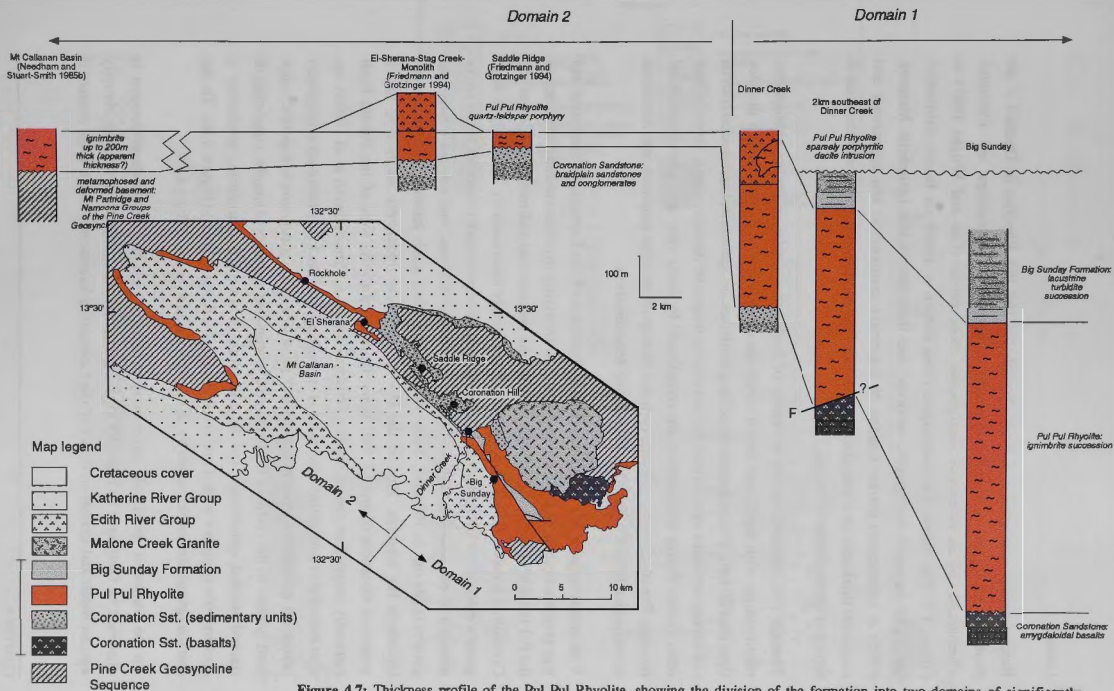 Domain 2
Domain 1
Mt Callanan Basin
(Needham and
Stuart-Smith 1985b)
El-Sherana-Stag Creek-
Monolith
(Friedmann and
Grotzinger 1994)
Saddle Ridge
(Friedmann and
Grotzinger 1994)
Dinner Creek
2km southeast of
Dinner Creek
Big Sunday
ignimbrite
up to 200m
thick (apparent
thickness?)
Pul Pul Rhyolite
quartz-feldspar porphyry
Pul Pul Rhyolite
sparsely porphyritic
dacite intrusion
metamophosed and
deformed basement:
Mt Partridge and
Namoona Groups
of the Pine Creek
Geosync
Coronation Sandstone:
braidplain sandstones
and conglomerates
100 m
2 km
Big Sunday Formation:
lacustrine
turbidite
succession
Pul Pul Rhyolite:
ignimbrite succession
Coronation Sandstone:
amygdaloidal basalts
F
?
132°30'
13°30'
13°30'
132°30'
Rockhole
El Sherana
Saddle Ridge
Coronation Hill
Mt Callanan
Basin
Dinner Creek
Big
Sunday
Domain 2
Domain 1
0 5 10 km
Map legend
Cretaceous cover
Katherine River Group
Edith River Group
Malone Creek Granite
Big Sunday Formation
Pul Pul Rhyolite
Coronation Sst. (sedimentary units)
Coronation Sst. (basalts)
Pine Creek Geosyncline
Sequence
Figure 4.7: Thickness profile of the Pul Pul Rhyolite, showing the division of the formation into two domains of significantly